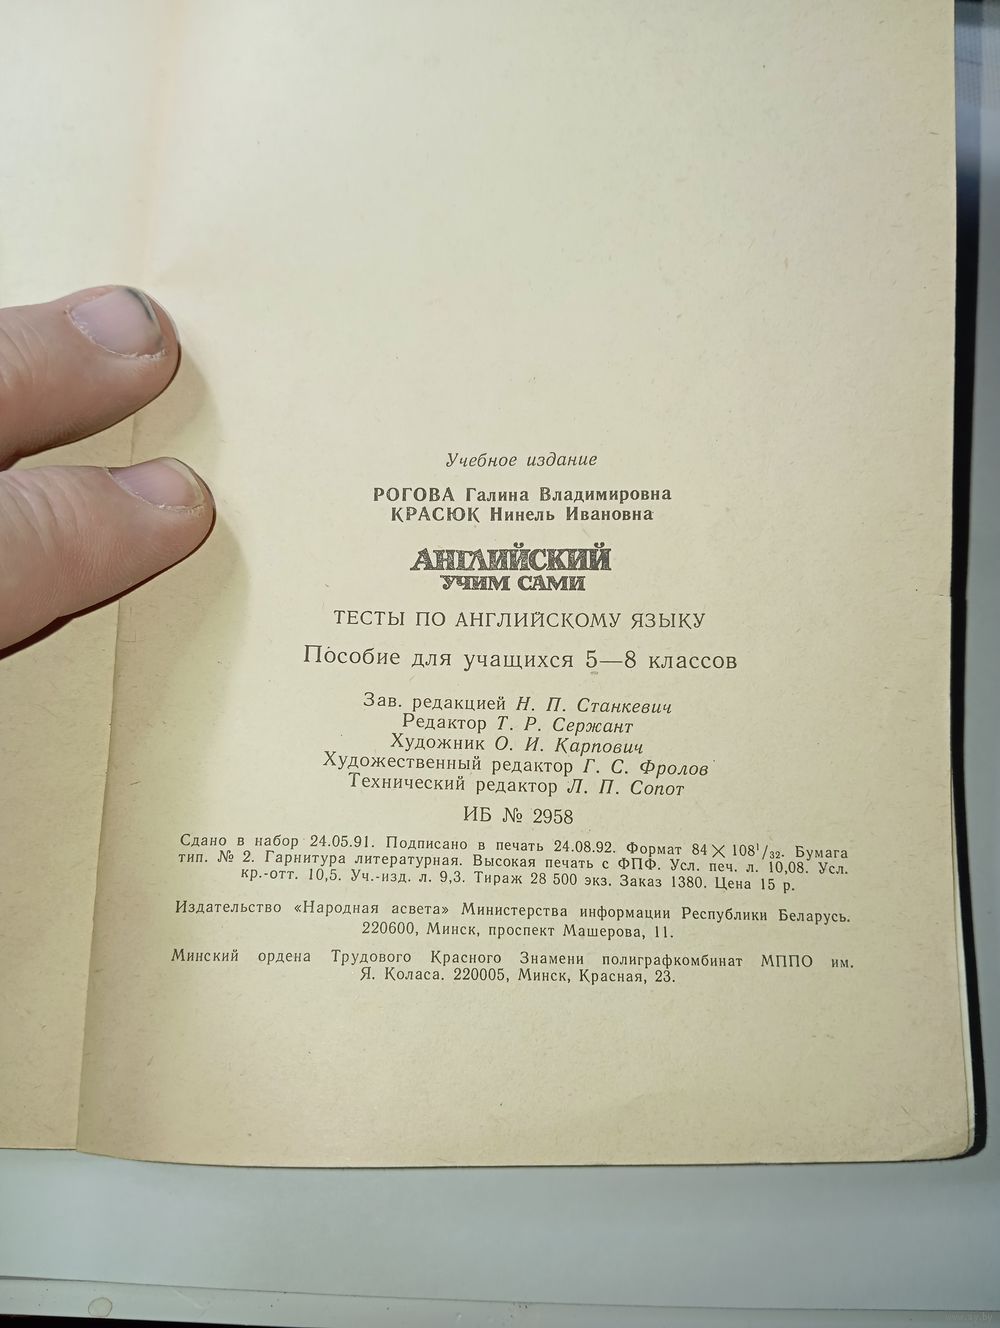 Учебное издание
РОГОВА Галина Владимировна
КРАСЮК Нинель Ивановна
АНГЛИЙСКИЙ
УЧИМ САМИ
ТЕСТЫ ПО АНГЛИЙСКОМУ ЯЗЫКУ
Пособие для учащихся 5—8 классов
Зав. редакцией Н. П. Станкевич
Редактор Т. Р. Сержант
Художник О. И. Карпович
Художественный редактор Г. С. Фролов
Технический редактор Л. П. Сопот
ИБ № 2958
Сдано в набор 24.05.91. Подписано в печать 24.08.92. Формат 84×108¹/₃₂. Бумага
тип. № 2. Гарнитура литературная. Высокая печать с ФПФ. Усл. печ. л. 10,08. Усл.
кр.-отт. 10,5. Уч.-изд. л. 9,3. Тираж 28 500 экз. Заказ 1380. Цена 15 р.
Издательство «Народная асвета» Министерства информации Республики Беларусь.
220600, Минск, проспект Машерова, 11.
Минский ордена Трудового Красного Знамени полиграфкомбинат МППО им.
Я. Коласа. 220005, Минск, Красная, 23.